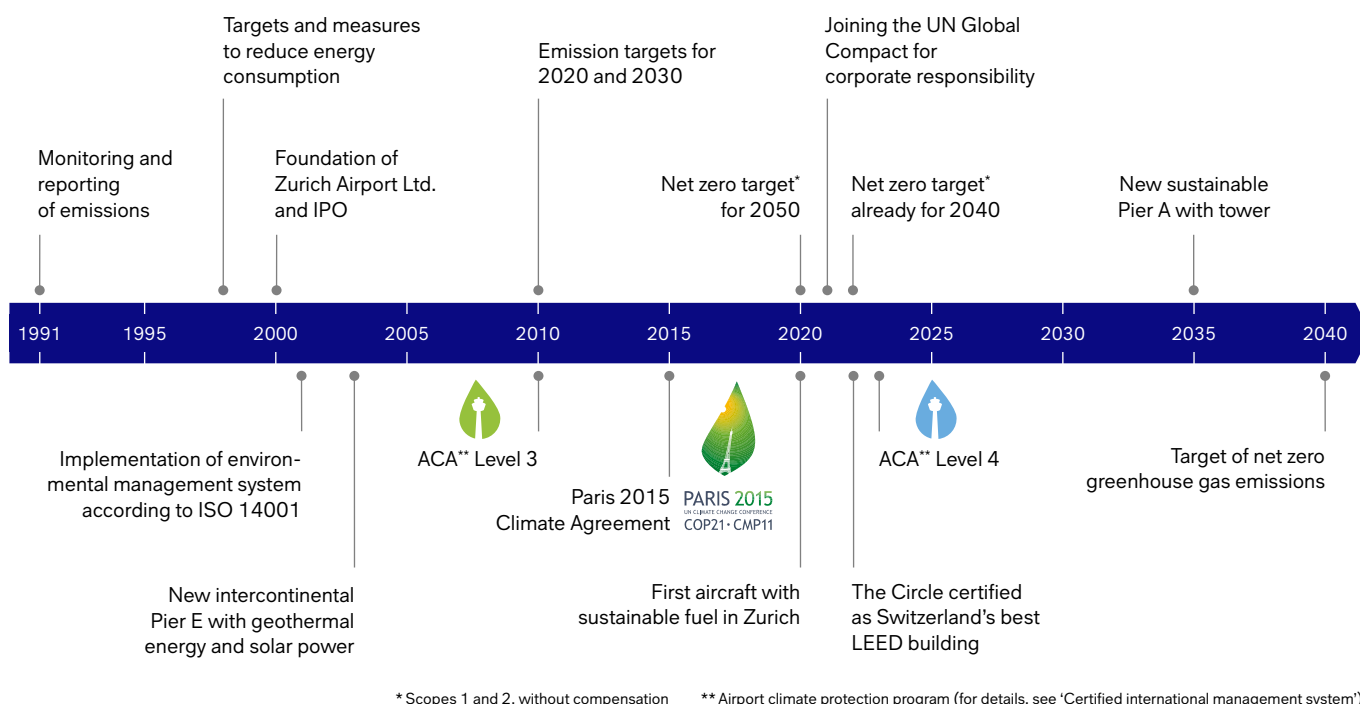 Targets and measures
to reduce energy
consumption
Joining the UN Global
Compact for
corporate responsibility
Emission targets for
2020 and 2030
Monitoring and
reporting
of emissions
Foundation of
Zurich Airport Ltd.
and IPO
Net zero target*
for 2050
Net zero target*
already for 2040
New sustainable
Pier A with tower
1991 1995 2000 2005 2010 2015 2020 2025 2030 2035 2040
Implementation of environ-
mental management system
according to ISO 14001
ACA** Level 3
Paris 2015
Climate Agreement
PARIS 2015
UN CLIMATE CHANGE CONFERENCE
COP21·CMP11
ACA** Level 4
Target of net zero
greenhouse gas emissions
New intercontinental
Pier E with geothermal
energy and solar power
First aircraft with
sustainable fuel in Zurich
The Circle certified
as Switzerland's best
LEED building
* Scopes 1 and 2, without compensation
** Airport climate protection program (for details, see 'Certified international management system')